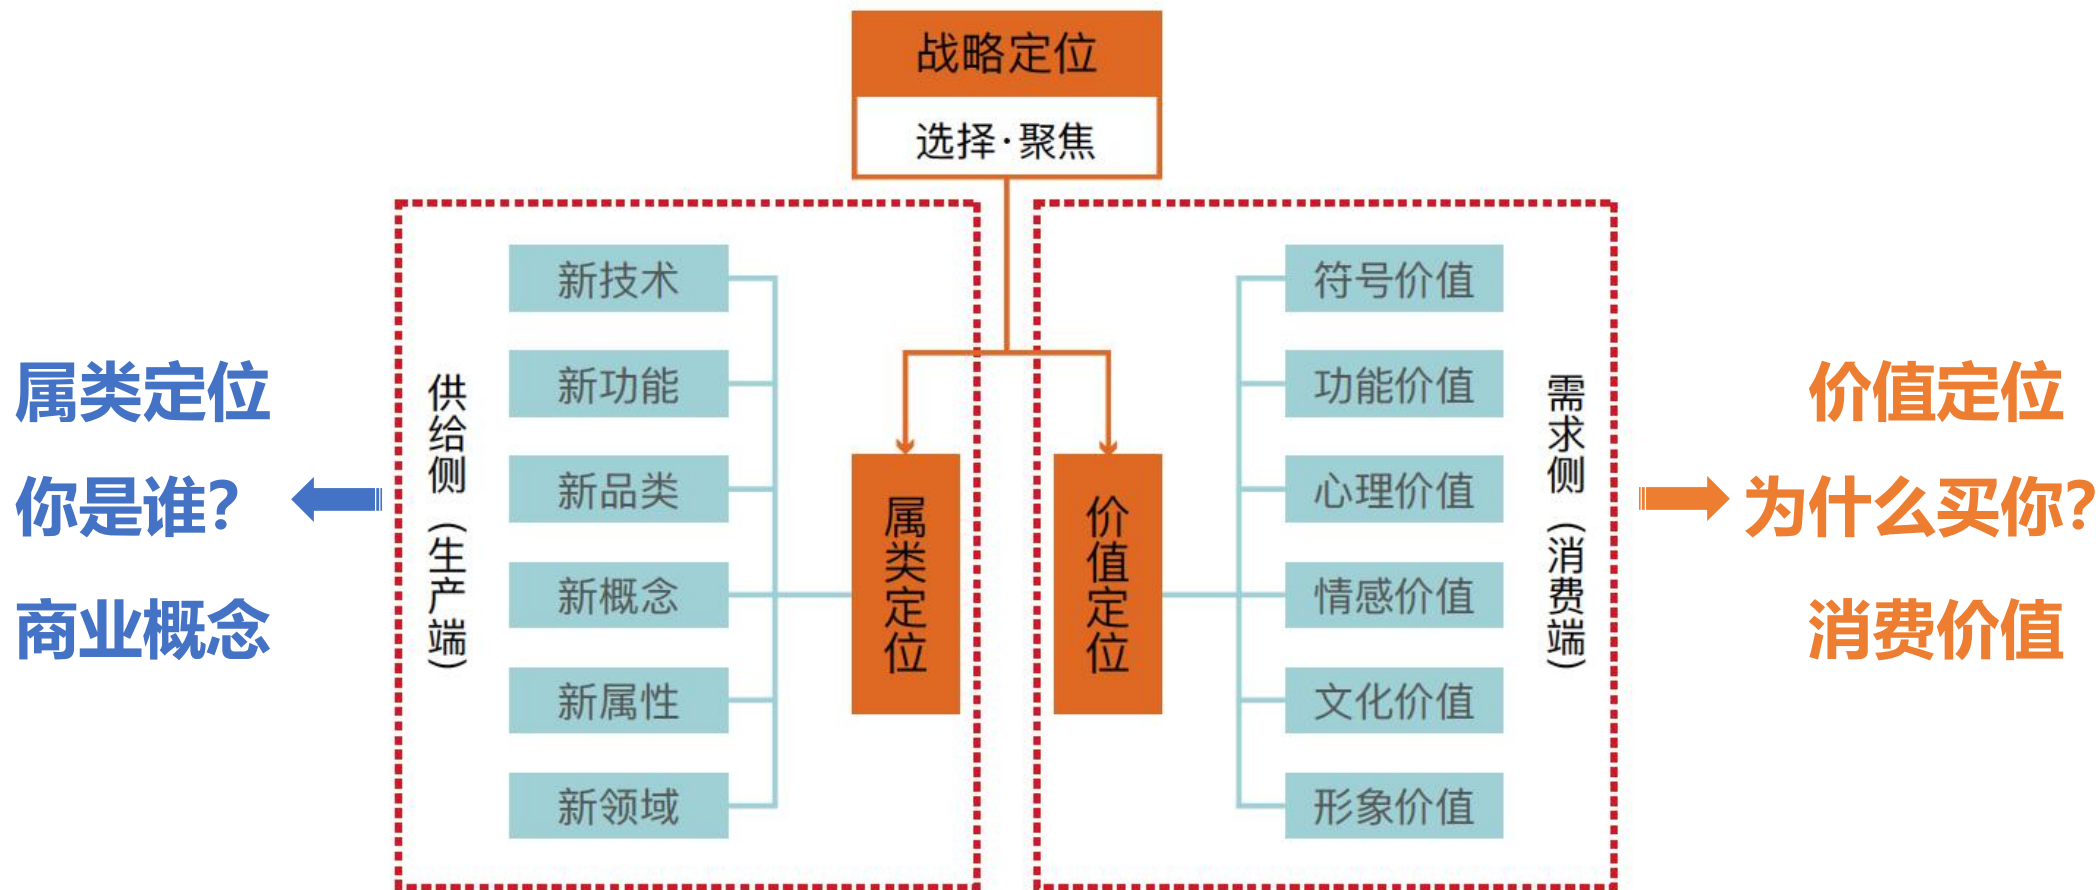 战略定位
选择·聚焦
属类定位
你是谁？
商业概念
供给侧（生产端）
新技术
新功能
新品类
新概念
新属性
新领域
属类定位
价值定位
符号价值
功能价值
心理价值
情感价值
文化价值
形象价值
需求侧（消费端）
价值定位
为什么买你？
消费价值